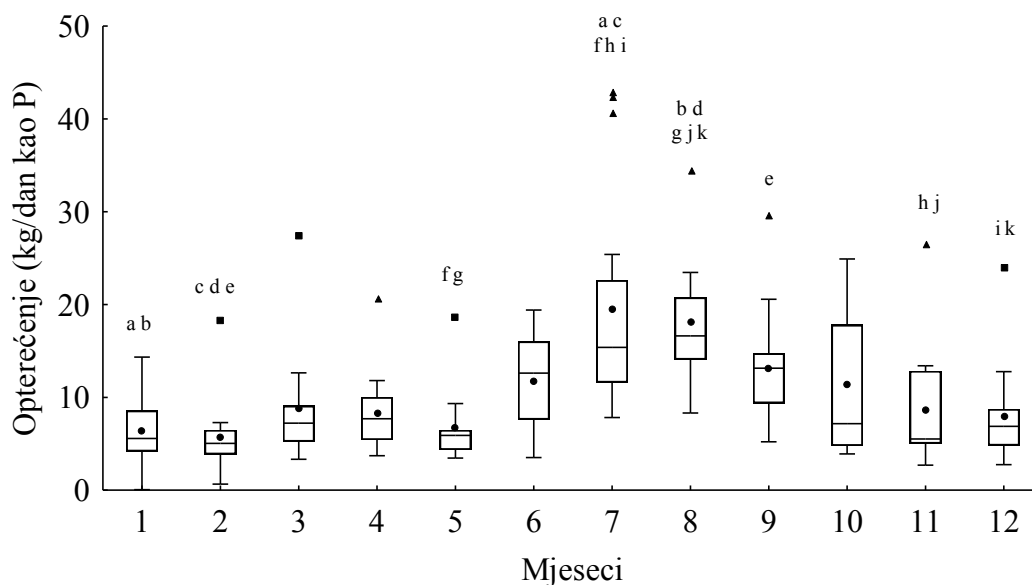 Opterećenje (kg/dan kao P)
50
40
30
20
10
0
a b
c d e
f g
a c
f h i
b d
g j k
e
h j
i k
1 2 3 4 5 6 7 8 9 10 11 12
Mjeseci